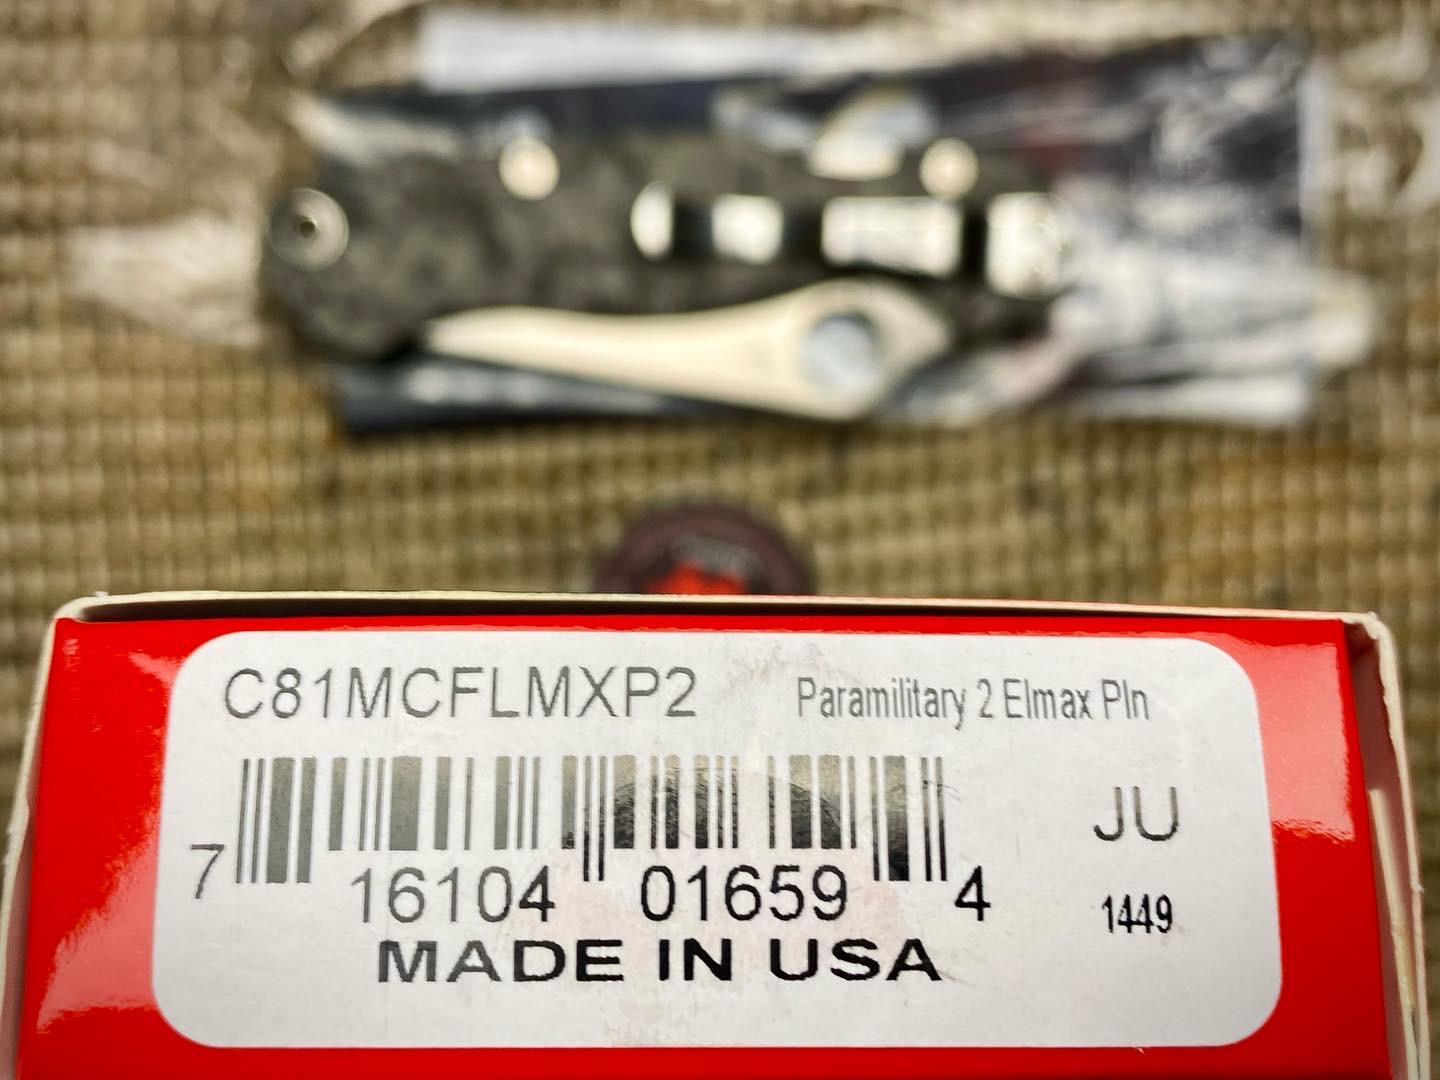 C81MCFLMXP2 Paramilitary 2 Elmax Pln
JU
7 16104 01659 4
1449
MADE IN USA